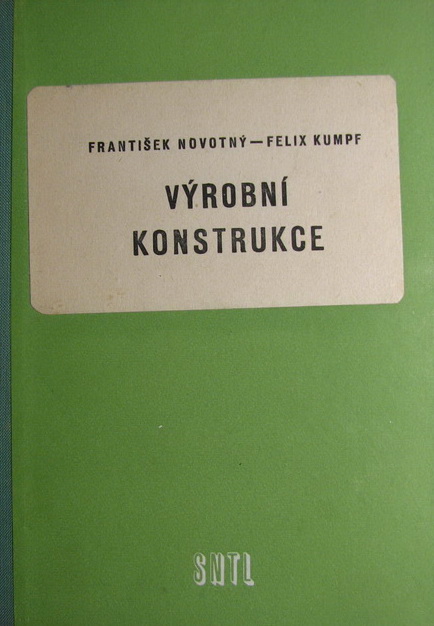 FRANTIŠEK NOVOTNÝ—FELIX KUMPF
VÝROBNÍ
KONSTRUKCE
SNTL